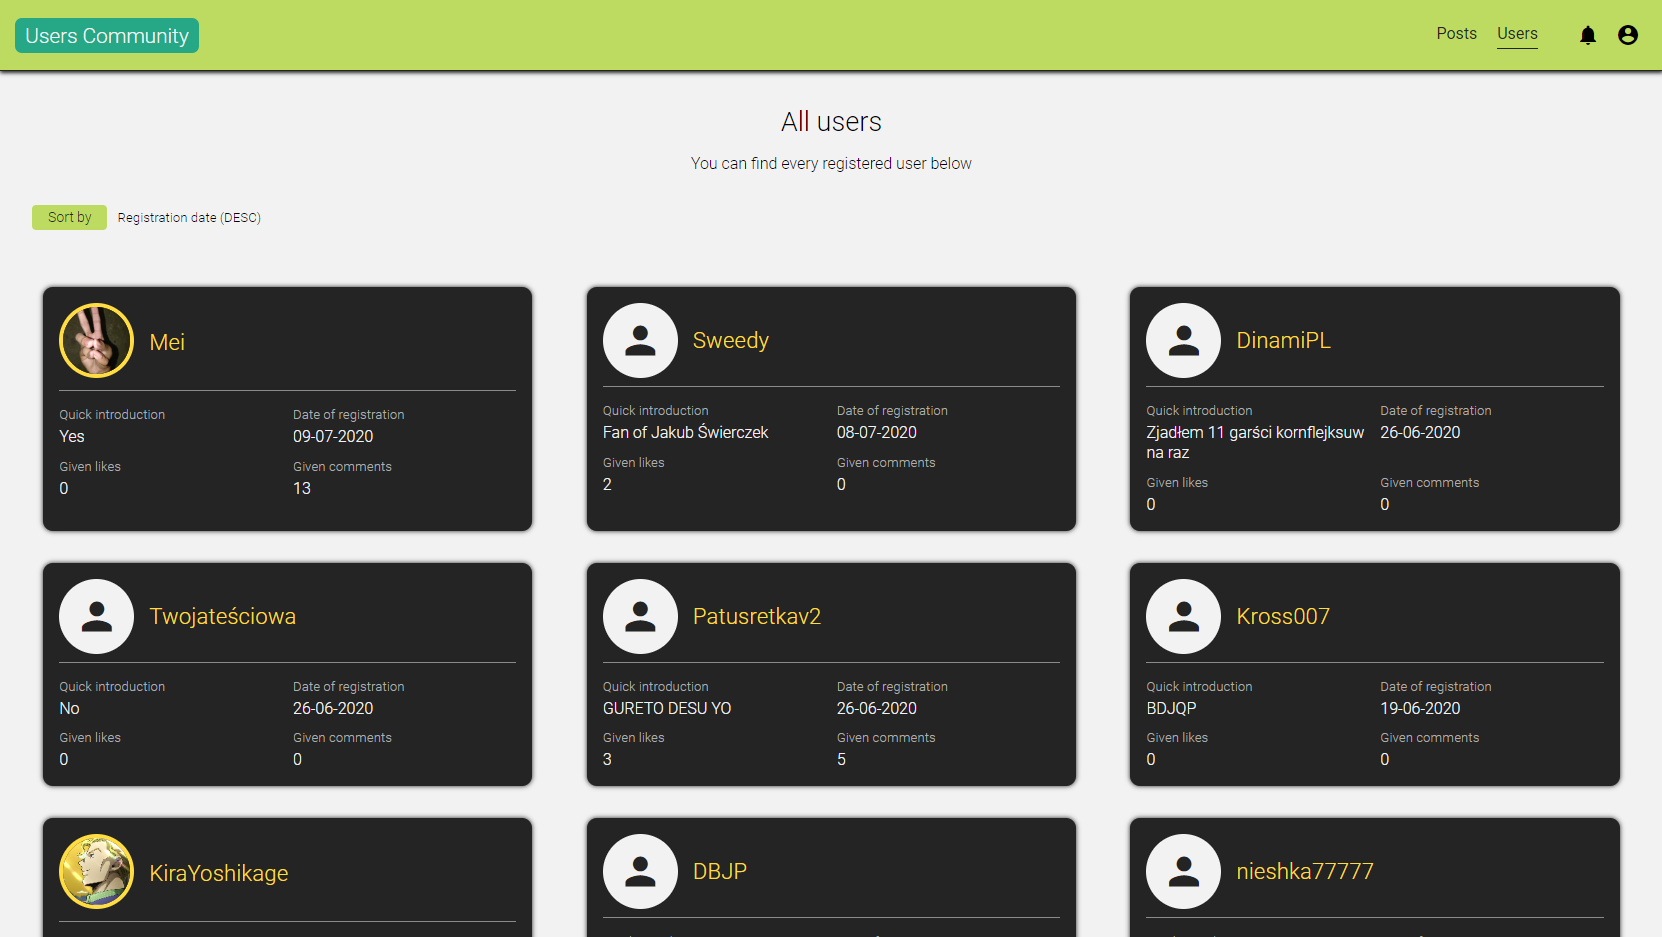 Users Community
Posts
Users
All users
You can find every registered user below
Sort by
Registration date (DESC)
Mei
Quick introduction
Yes
Date of registration
09-07-2020
Given likes
0
Given comments
13
Sweedy
Quick introduction
Fan of Jakub Świerczek
Date of registration
08-07-2020
Given likes
2
Given comments
0
DinamiPL
Quick introduction
Zjadłem 11 garści kornflejksuw
na raz
Date of registration
26-06-2020
Given likes
0
Given comments
0
Twojateściowa
Quick introduction
No
Date of registration
26-06-2020
Given likes
0
Given comments
0
Patusretkav2
Quick introduction
GURETO DESU YO
Date of registration
26-06-2020
Given likes
3
Given comments
5
Kross007
Quick introduction
BDJQP
Date of registration
19-06-2020
Given likes
0
Given comments
0
KiraYoshikage
DBJP
nieshka77777